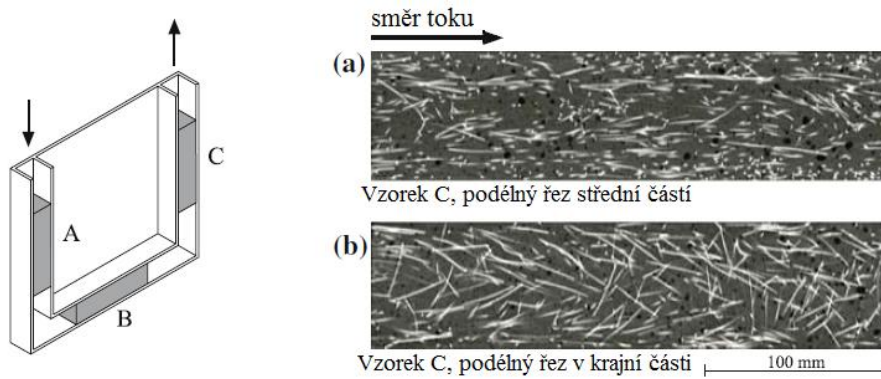 směr toku
(a)
C
Vzorek C, podélný řez střední částí
A
(b)
B
Vzorek C, podélný řez v krajní části
100 mm